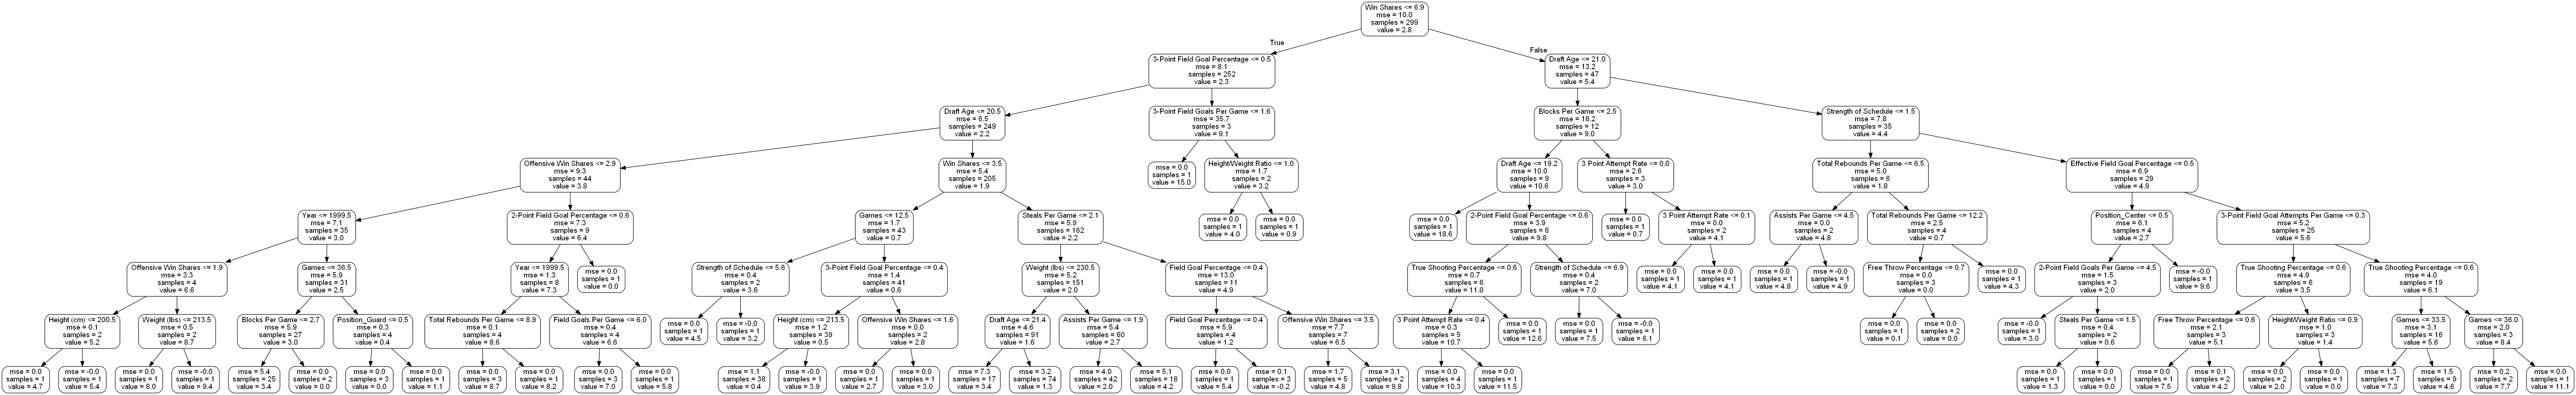 Win Shares <= 6.9
mse = 10.0
samples = 299
value = 2.8
True
False
3-Point Field Goal Percentage <= 0.5
mse = 8.1
samples = 252
value = 2.3
Draft Age <= 21.0
mse = 13.2
samples = 47
value = 5.4
Draft Age <= 20.5
mse = 6.5
samples = 249
value = 2.2
3-Point Field Goals Per Game <= 1.6
mse = 35.7
samples = 3
value = 9.1
Blocks Per Game <= 2.5
mse = 18.2
samples = 12
value = 9.0
Strength of Schedule <= 1.5
mse = 7.8
samples = 35
value = 4.4
Offensive Win Shares <= 2.9
mse = 9.3
samples = 44
value = 3.8
Win Shares <= 3.5
mse = 5.4
samples = 205
value = 1.9
mse = 0.0
samples = 1
value = 15.0
Height/Weight Ratio <= 1.0
mse = 1.7
samples = 2
value = 3.2
Draft Age <= 19.2
mse = 10.0
samples = 9
value = 10.6
3 Point Attempt Rate <= 0.0
mse = 2.6
samples = 3
value = 3.0
Total Rebounds Per Game <= 6.5
mse = 5.0
samples = 6
value = 1.8
Effective Field Goal Percentage <= 0.5
mse = 6.9
samples = 29
value = 4.9
Year <= 1999.5
mse = 7.1
samples = 35
value = 3.0
2-Point Field Goal Percentage <= 0.6
mse = 7.3
samples = 9
value = 6.4
Games <= 12.5
mse = 1.7
samples = 43
value = 0.7
Steals Per Game <= 2.1
mse = 5.9
samples = 162
value = 2.2
mse = 0.0
samples = 1
value = 4.0
mse = 0.0
samples = 1
value = 0.9
mse = 0.0
samples = 1
value = 18.6
2-Point Field Goal Percentage <= 0.6
mse = 3.9
samples = 8
value = 9.8
mse = 0.0
samples = 1
value = 0.7
3 Point Attempt Rate <= 0.1
mse = 0.0
samples = 2
value = 4.1
Assists Per Game <= 4.5
mse = 0.0
samples = 2
value = 4.8
Total Rebounds Per Game <= 12.2
mse = 2.5
samples = 4
value = 0.7
Position_Center <= 0.5
mse = 6.1
samples = 4
value = 2.7
3-Point Field Goal Attempts Per Game <= 0.3
mse = 5.2
samples = 25
value = 5.6
Offensive Win Shares <= 1.9
mse = 3.3
samples = 4
value = 6.6
Games <= 36.5
mse = 5.9
samples = 31
value = 2.5
Year <= 1999.5
mse = 1.3
samples = 8
value = 7.3
mse = 0.0
samples = 1
value = 0.0
Strength of Schedule <= 5.6
mse = 0.4
samples = 2
value = 3.6
3-Point Field Goal Percentage <= 0.4
mse = 1.4
samples = 41
value = 0.6
Weight (lbs) <= 230.5
mse = 5.2
samples = 151
value = 2.0
Field Goal Percentage <= 0.4
mse = 13.0
samples = 11
value = 4.9
True Shooting Percentage <= 0.6
mse = 0.7
samples = 6
value = 11.0
Strength of Schedule <= 6.9
mse = 0.4
samples = 2
value = 7.0
mse = 0.0
samples = 1
value = 4.1
mse = 0.0
samples = 1
value = 4.1
mse = 0.0
samples = 1
value = 4.8
mse = -0.0
samples = 1
value = 4.9
Free Throw Percentage <= 0.7
mse = 0.0
samples = 3
value = 0.0
mse = 0.0
samples = 1
value = 4.3
2-Point Field Goals Per Game <= 4.5
mse = 1.5
samples = 3
value = 2.0
mse = -0.0
samples = 1
value = 9.6
True Shooting Percentage <= 0.6
mse = 4.9
samples = 6
value = 3.5
True Shooting Percentage <= 0.6
mse = 4.0
samples = 19
value = 6.1
Height (cm) <= 200.5
mse = 0.1
samples = 2
value = 5.2
Weight (lbs) <= 213.5
mse = 0.5
samples = 2
value = 8.7
Blocks Per Game <= 2.7
mse = 5.9
samples = 27
value = 3.0
Position_Guard <= 0.5
mse = 0.3
samples = 4
value = 0.4
Total Rebounds Per Game <= 8.9
mse = 0.1
samples = 4
value = 8.6
Field Goals Per Game <= 6.0
mse = 0.4
samples = 4
value = 6.6
mse = 0.0
samples = 1
value = 4.5
mse = -0.0
samples = 1
value = 3.2
Height (cm) <= 213.5
mse = 1.2
samples = 39
value = 0.5
Offensive Win Shares <= 1.6
mse = 0.0
samples = 2
value = 2.8
Draft Age <= 21.4
mse = 4.6
samples = 91
value = 1.6
Assists Per Game <= 1.9
mse = 5.4
samples = 60
value = 2.7
Field Goal Percentage <= 0.4
mse = 5.9
samples = 4
value = 1.2
Offensive Win Shares <= 3.5
mse = 7.7
samples = 7
value = 6.5
3 Point Attempt Rate <= 0.4
mse = 0.3
samples = 5
value = 10.7
mse = 0.0
samples = 1
value = 12.6
mse = 0.0
samples = 1
value = 7.5
mse = -0.0
samples = 1
value = 6.1
mse = 0.0
samples = 1
value = 0.1
mse = 0.0
samples = 2
value = 0.0
mse = -0.0
samples = 1
value = 3.0
Steals Per Game <= 1.5
mse = 0.4
samples = 2
value = 0.6
Free Throw Percentage <= 0.6
mse = 2.1
samples = 3
value = 5.1
Height/Weight Ratio <= 0.9
mse = 1.0
samples = 3
value = 1.4
Games <= 33.5
mse = 3.1
samples = 16
value = 5.6
Games <= 36.0
mse = 2.0
samples = 3
value = 8.4
mse = 0.0
samples = 1
value = 4.7
mse = -0.0
samples = 1
value = 5.4
mse = 0.0
samples = 1
value = 8.0
mse = -0.0
samples = 1
value = 9.4
mse = 5.4
samples = 25
value = 3.4
mse = 0.0
samples = 2
value = 0.0
mse = 0.0
samples = 3
value = 0.0
mse = 0.0
samples = 1
value = 1.1
mse = 0.0
samples = 3
value = 8.7
mse = 0.0
samples = 1
value = 8.2
mse = 0.0
samples = 3
value = 7.0
mse = 0.0
samples = 1
value = 5.8
mse = 1.1
samples = 38
value = 0.4
mse = -0.0
samples = 1
value = 3.9
mse = 0.0
samples = 1
value = 2.7
mse = 0.0
samples = 1
value = 3.0
mse = 7.3
samples = 17
value = 3.4
mse = 3.2
samples = 74
value = 1.3
mse = 4.0
samples = 42
value = 2.0
mse = 5.1
samples = 18
value = 4.2
mse = 0.0
samples = 1
value = 5.4
mse = 0.1
samples = 3
value = -0.2
mse = 1.7
samples = 5
value = 4.8
mse = 3.1
samples = 2
value = 9.8
mse = 0.0
samples = 4
value = 10.3
mse = 0.0
samples = 1
value = 11.5
mse = 0.0
samples = 1
value = 1.3
mse = 0.0
samples = 1
value = 0.0
mse = 0.0
samples = 1
value = 7.5
mse = 0.1
samples = 2
value = 4.2
mse = 0.0
samples = 2
value = 2.0
mse = 0.0
samples = 1
value = 0.0
mse = 1.3
samples = 7
value = 7.3
mse = 1.5
samples = 9
value = 4.6
mse = 0.2
samples = 2
value = 7.7
mse = 0.0
samples = 1
value = 11.1